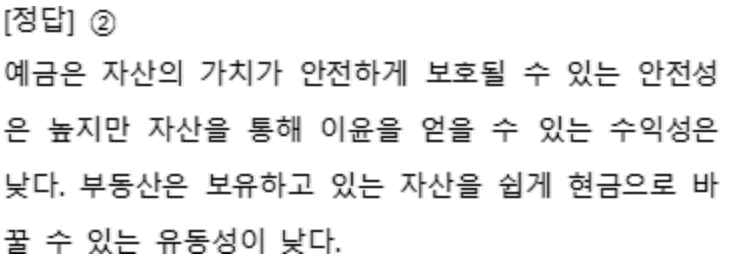 [정답] ②
예금은 자산의 가치가 안전하게 보호될 수 있는 안전성
은 높지만 자산을 통해 이윤을 얻을 수 있는 수익성은
낮다. 부동산은 보유하고 있는 자산을 쉽게 현금으로 바
꿀 수 있는 유동성이 낮다.